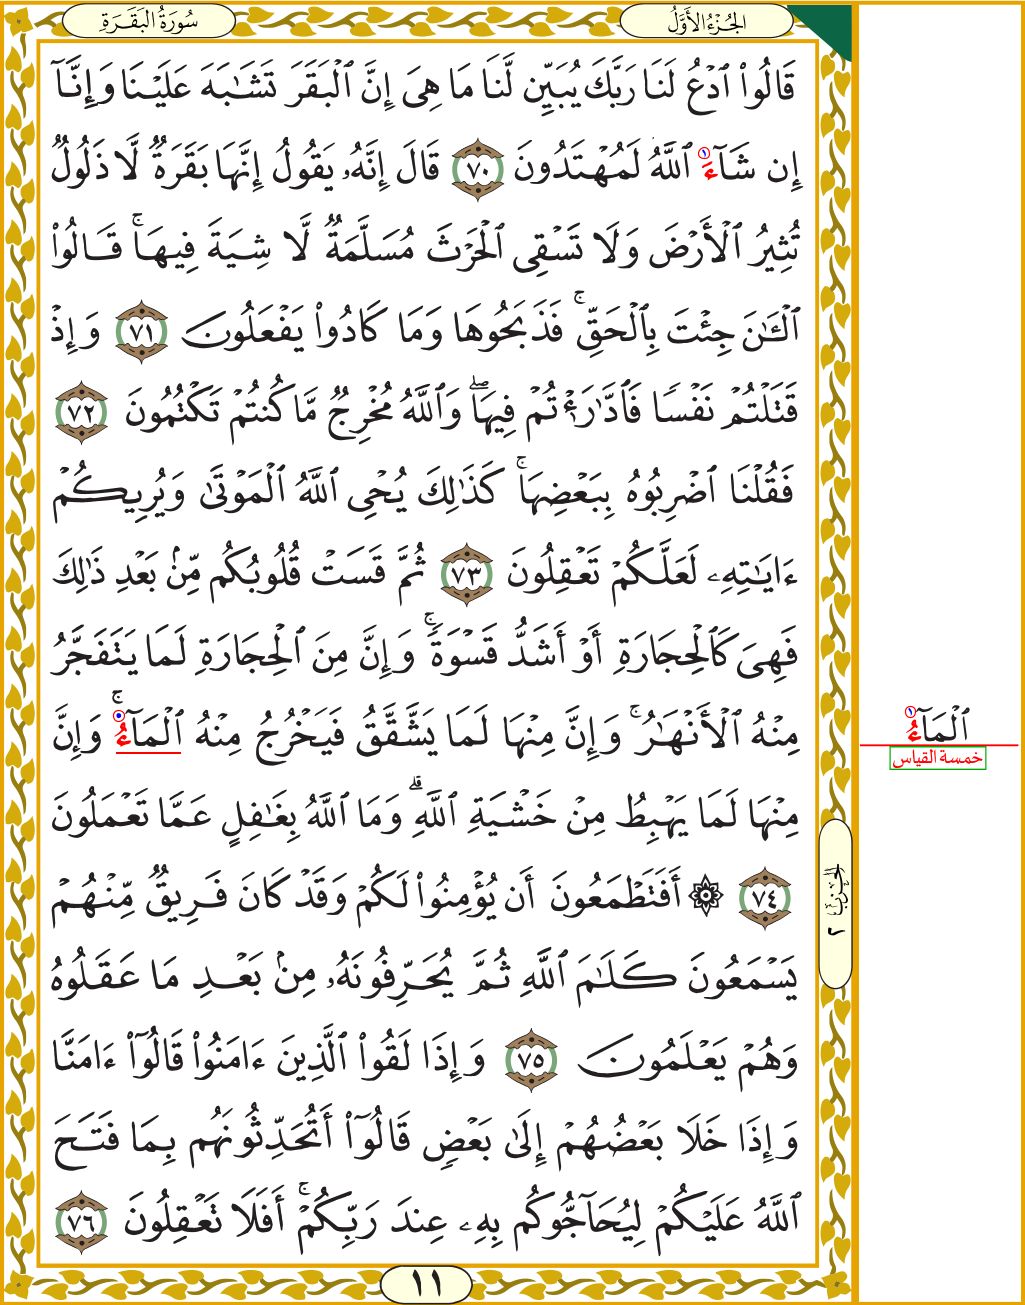 سُورَةُ الْبَقَرَةِ
الجُزْءُ الأَوَّلُ
قَالُوا۟ ٱدْعُ لَنَا رَبَّكَ يُبَيِّن لَّنَا مَا هِىَ إِنَّ ٱلْبَقَرَ تَشَـٰبَهَ عَلَيْنَا وَإِنَّآ
إِن شَآءَ ١ ٱللَّهُ لَمُهْتَدُونَ ٧٠ قَالَ إِنَّهُۥ يَقُولُ إِنَّهَا بَقَرَةٌ لَّا ذَلُولٌ
تُثِيرُ ٱلْأَرْضَ وَلَا تَسْقِى ٱلْحَرْثَ مُسَلَّمَةٌ لَّا شِيَةَ فِيهَا ۚ قَالُوا۟
ٱلْـَٔـٰنَ جِئْتَ بِٱلْحَقِّ ۚ فَذَبَحُوهَا وَمَا كَادُوا۟ يَفْعَلُونَ ٧١ وَإِذْ
قَتَلْتُمْ نَفْسًا فَٱدَّٰرَْٰٔتُمْ فِيهَا ۖ وَٱللَّهُ مُخْرِجٌ مَّا كُنتُمْ تَكْتُمُونَ ٧٢
فَقُلْنَا ٱضْرِبُوهُ بِبَعْضِهَا ۚ كَذَٰلِكَ يُحْىِ ٱللَّهُ ٱلْمَوْتَىٰ وَيُرِيكُمْ
ءَايَـٰتِهِۦ لَعَلَّكُمْ تَعْقِلُونَ ٧٣ ثُمَّ قَسَتْ قُلُوبُكُم مِّنۢ بَعْدِ ذَٰلِكَ
فَهِىَ كَٱلْحِجَارَةِ أَوْ أَشَدُّ قَسْوَةً ۚ وَإِنَّ مِنَ ٱلْحِجَارَةِ لَمَا يَتَفَجَّرُ
مِنْهُ ٱلْأَنْهَـٰرُ ۚ وَإِنَّ مِنْهَا لَمَا يَشَّقَّقُ فَيَخْرُجُ مِنْهُ ٱلْمَآءُ ۚ وَإِنَّ
ٱلْمَآءُ ١
خمسة القياس
مِنْهَا لَمَا يَهْبِطُ مِنْ خَشْيَةِ ٱللَّهِ ۗ وَمَا ٱللَّهُ بِغَـٰفِلٍ عَمَّا تَعْمَلُونَ
٧٤ ۞ أَفَتَطْمَعُونَ أَن يُؤْمِنُوا۟ لَكُمْ وَقَدْ كَانَ فَرِيقٌ مِّنْهُمْ
الحِزْب ٢
يَسْمَعُونَ كَلَـٰمَ ٱللَّهِ ثُمَّ يُحَرِّفُونَهُۥ مِنۢ بَعْدِ مَا عَقَلُوهُ
وَهُمْ يَعْلَمُونَ ٧٥ وَإِذَا لَقُوا۟ ٱلَّذِينَ ءَامَنُوا۟ قَالُوٓا۟ ءَامَنَّا
وَإِذَا خَلَا بَعْضُهُمْ إِلَىٰ بَعْضٍ قَالُوٓا۟ أَتُحَدِّثُونَهُم بِمَا فَتَحَ
ٱللَّهُ عَلَيْكُمْ لِيُحَآجُّوكُم بِهِۦ عِندَ رَبِّكُمْ ۚ أَفَلَا تَعْقِلُونَ ٧٦
١١